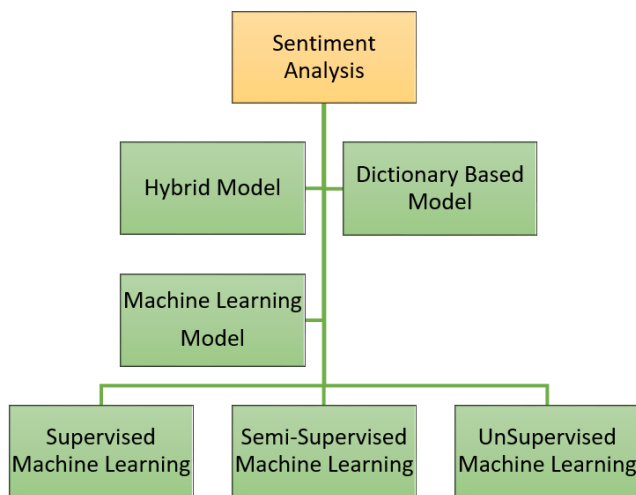 Sentiment
Analysis
Hybrid Model
Dictionary Based
Model
Machine Learning
Model
Supervised
Machine Learning
Semi-Supervised
Machine Learning
UnSupervised
Machine Learning